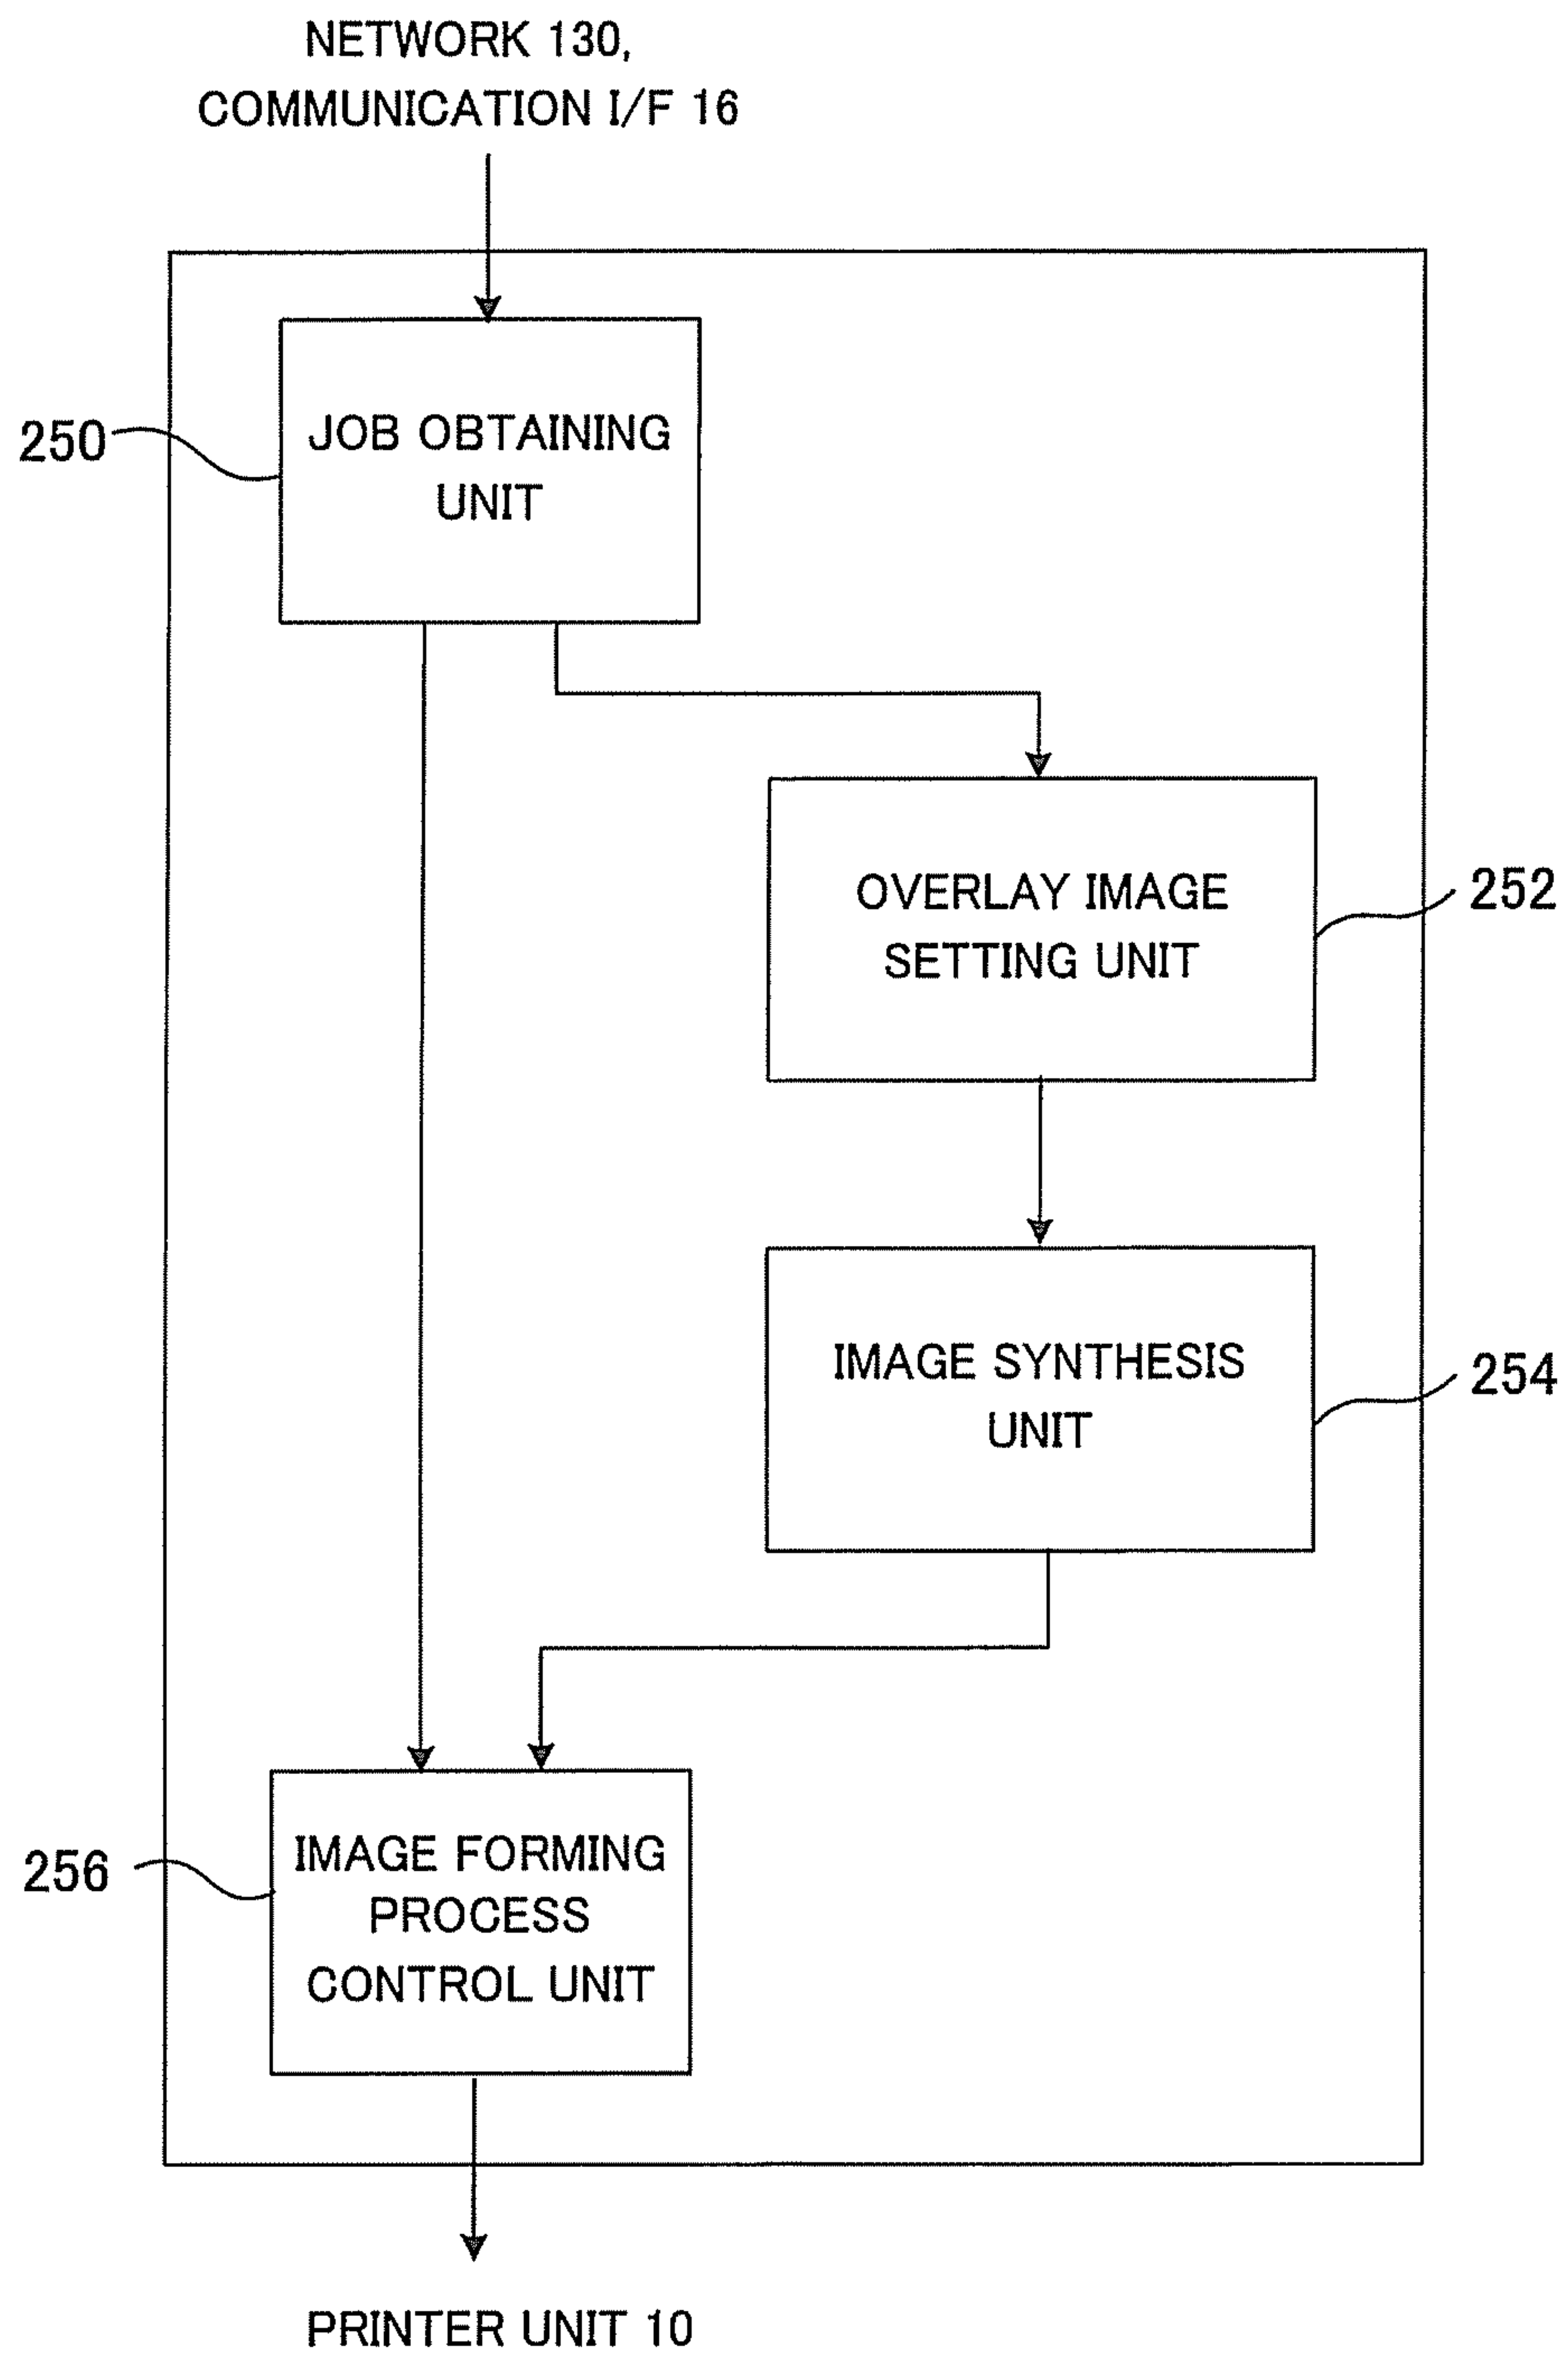 NETWORK 130,
COMMUNICATION I/F 16
250
JOB OBTAINING
UNIT
OVERLAY IMAGE
SETTING UNIT
252
IMAGE SYNTHESIS
UNIT
254
256
IMAGE FORMING
PROCESS
CONTROL UNIT
PRINTER UNIT 10